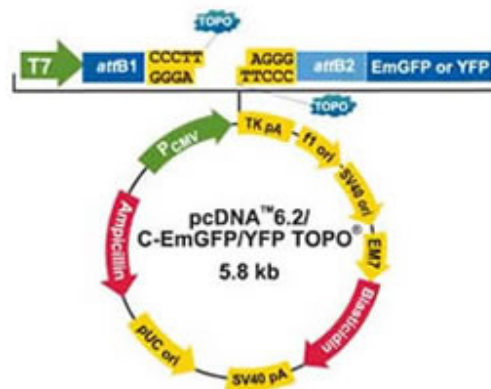 TOPO
T7
attB1
CCCTT
GGGA
AGGG
TTCCC
attB2
EmGFP or YFP
TOPO
PCMV
TK pA
f1 ori
SV40 ori
EM7
Blasticidin
SV40 pA
pUC ori
Ampicillin
pcDNA™6.2/
C-EmGFP/YFP TOPO®
5.8 kb